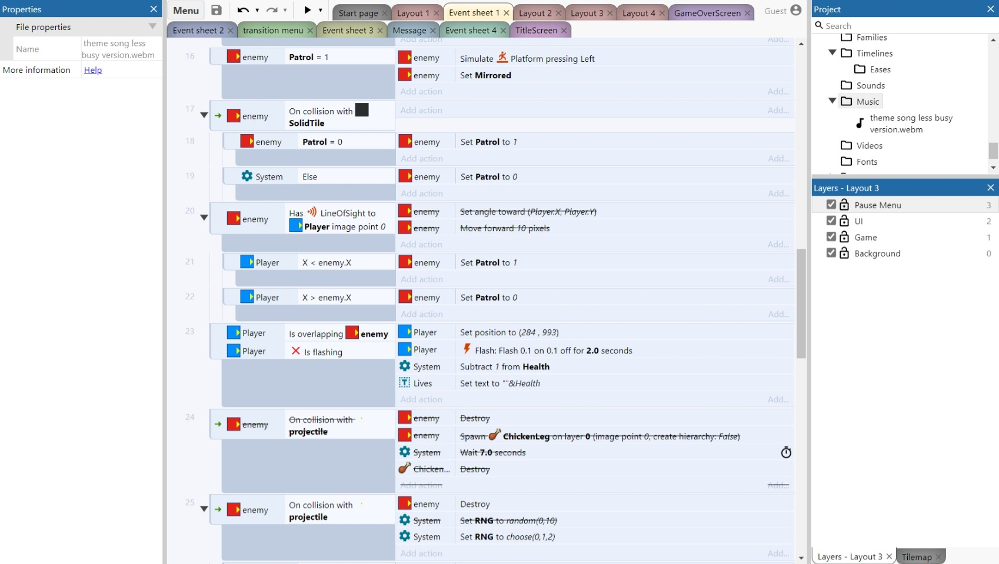 Properties
File properties
Name
theme song less
busy version.webm
More information
Help
Menu
Start page
Layout 1
Event sheet 1
Layout 2
Layout 3
Layout 4
GameOverScreen
Guest
Event sheet 2
transition menu
Event sheet 3
Message
Event sheet 4
TitleScreen
Add action Add...
16 enemy Patrol = 1 enemy Simulate Platform pressing Left
enemy Set Mirrored
Add action Add...
17 enemy On collision with Add action Add...
SolidTile
18 enemy Patrol = 0 enemy Set Patrol to 1
Add action Add...
19 System Else enemy Set Patrol to 0
Add action Add...
20 enemy Has LineOfSight to enemy Set angle toward (Player.X, Player.Y)
Player image point 0 enemy Move forward 10 pixels
Add action Add...
21 Player X < enemy.X enemy Set Patrol to 1
Add action Add...
22 Player X > enemy.X enemy Set Patrol to 0
Add action Add...
23 Player Is overlapping enemy Player Set position to (284 , 993)
Player Is flashing Player Flash: Flash 0.1 on 0.1 off for 2.0 seconds
System Subtract 1 from Health
Lives Set text to ""&Health
Add action Add...
24 enemy On collision with enemy Destroy
projectile enemy Spawn ChickenLeg on layer 0 (image point 0, create hierarchy: False)
System Wait 7.0 seconds
Chicken... Destroy
Add action Add...
25 enemy On collision with enemy Destroy
projectile System Set RNG to random(0,10)
System Set RNG to choose(0,1,2)
Add action Add...
Project
Search
Families
Timelines
Eases
Sounds
Music
theme song less busy
version.webm
Videos
Fonts
Layers - Layout 3
Pause Menu 3
UI 2
Game 1
Background 0
Layers - Layout 3
Tilemap